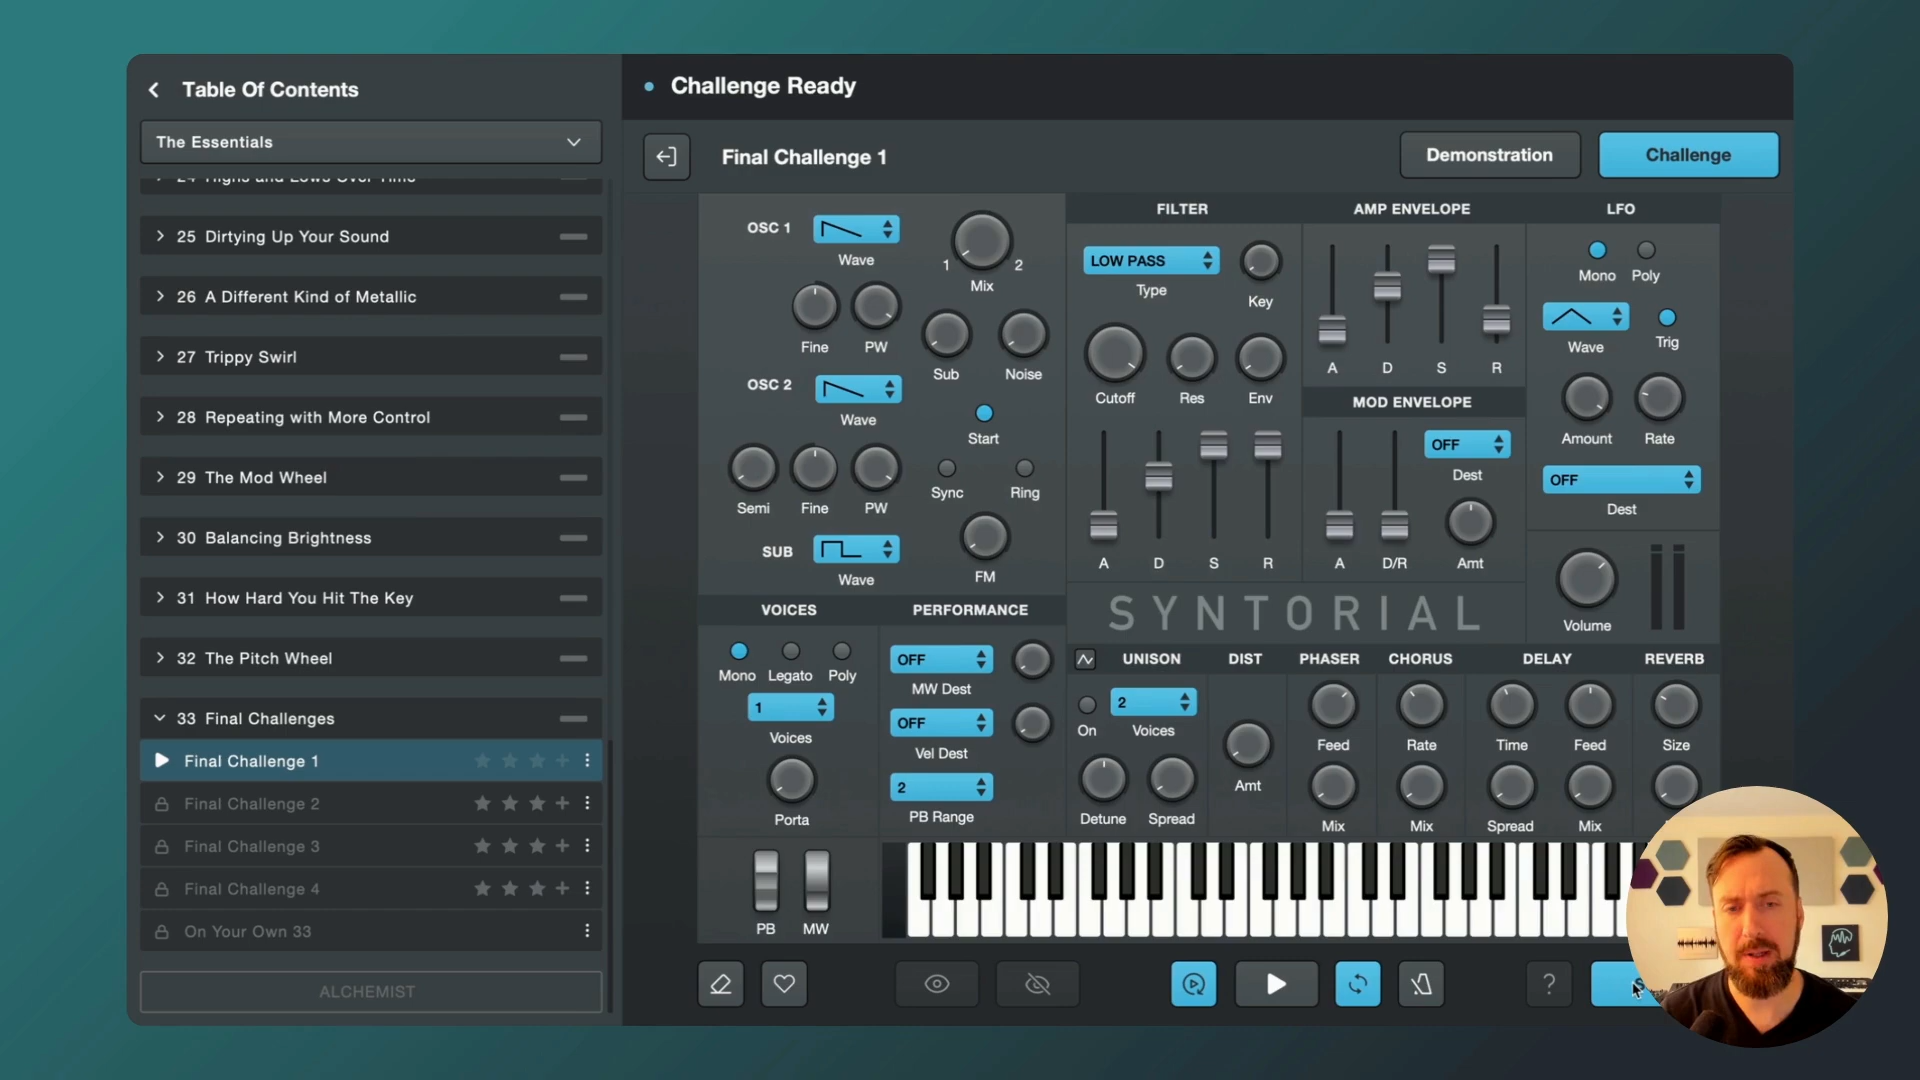 Table Of Contents
The Essentials
24 Highs and Lows Over Time
25 Dirtying Up Your Sound
26 A Different Kind of Metallic
27 Trippy Swirl
28 Repeating with More Control
29 The Mod Wheel
30 Balancing Brightness
31 How Hard You Hit The Key
32 The Pitch Wheel
33 Final Challenges
Final Challenge 1
Final Challenge 2
Final Challenge 3
Final Challenge 4
On Your Own 33
ALCHEMIST
Challenge Ready
Final Challenge 1
Demonstration
Challenge
OSC 1
Wave
1
2
Mix
Fine
PW
Sub
Noise
OSC 2
Wave
Start
Semi
Fine
PW
Sync
Ring
SUB
Wave
FM
FILTER
LOW PASS
Type
Key
Cutoff
Res
Env
A
D
S
R
AMP ENVELOPE
A
D
S
R
MOD ENVELOPE
OFF
Dest
A
D/R
Amt
LFO
Mono
Poly
Wave
Trig
Amount
Rate
OFF
Dest
Volume
SYNTORIAL
VOICES
Mono
Legato
Poly
1
Voices
Porta
PERFORMANCE
OFF
MW Dest
OFF
Vel Dest
2
PB Range
UNISON
On
2
Voices
Detune
Spread
DIST
Amt
PHASER
Feed
Mix
CHORUS
Rate
Mix
DELAY
Time
Feed
Spread
Mix
REVERB
Size
PB
MW
?